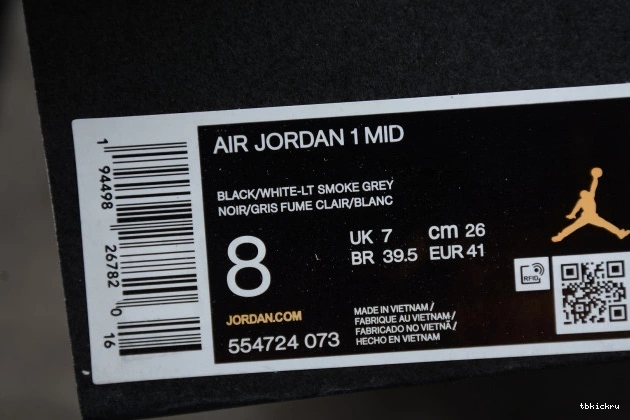 AIR JORDAN 1 MID
BLACK/WHITE-LT SMOKE GREY
NOIR/GRIS FUME CLAIR/BLANC
8
UK 7 cm 26
BR 39.5 EUR 41
RFID
JORDAN.COM
554724 073
MADE IN VIETNAM /
FABRIQUE AU VIETNAM /
FABRICADO NO VIETNÃ /
HECHO EN VIETNAM
1 94498 26782 0 16
tbkickru